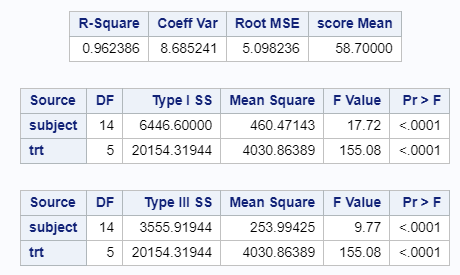 R-Square Coeff Var Root MSE score Mean
0.962386 8.685241 5.098236 58.70000
Source DF Type I SS Mean Square F Value Pr > F
subject 14 6446.60000 460.47143 17.72 <.0001
trt 5 20154.31944 4030.86389 155.08 <.0001
Source DF Type III SS Mean Square F Value Pr > F
subject 14 3555.91944 253.99425 9.77 <.0001
trt 5 20154.31944 4030.86389 155.08 <.0001